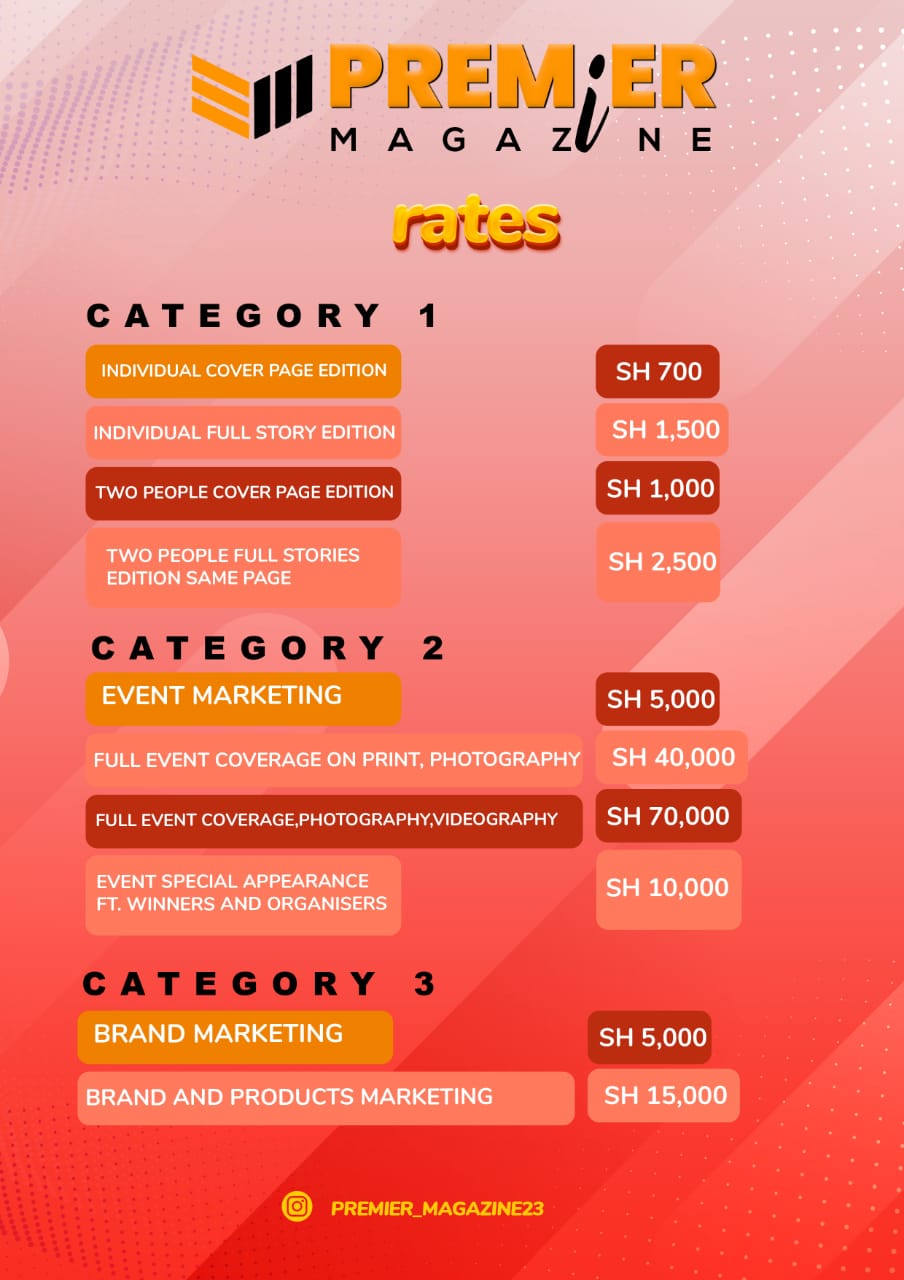 PREMiER
MAGAZiNE
rates
CATEGORY 1
INDIVIDUAL COVER PAGE EDITION SH 700
INDIVIDUAL FULL STORY EDITION SH 1,500
TWO PEOPLE COVER PAGE EDITION SH 1,000
TWO PEOPLE FULL STORIES
EDITION SAME PAGE SH 2,500
CATEGORY 2
EVENT MARKETING SH 5,000
FULL EVENT COVERAGE ON PRINT, PHOTOGRAPHY SH 40,000
FULL EVENT COVERAGE,PHOTOGRAPHY,VIDEOGRAPHY SH 70,000
EVENT SPECIAL APPEARANCE
FT. WINNERS AND ORGANISERS SH 10,000
CATEGORY 3
BRAND MARKETING SH 5,000
BRAND AND PRODUCTS MARKETING SH 15,000
PREMIER_MAGAZINE23